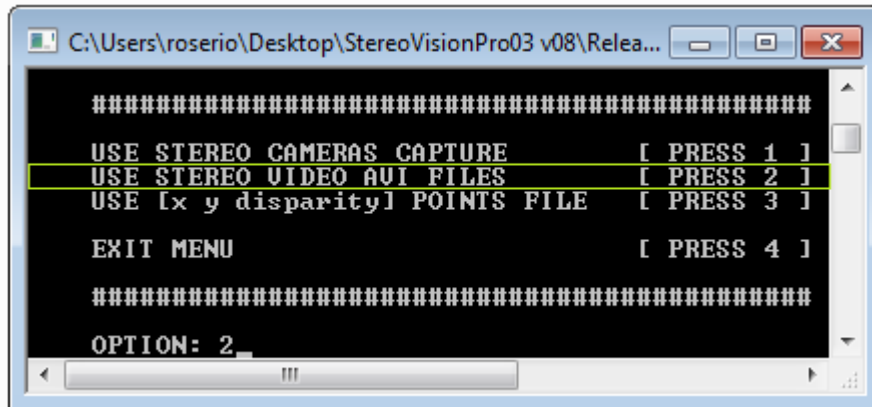 C:\Users\roserio\Desktop\StereoVisionPro03 v08\Relea...
#############################################
USE STEREO CAMERAS CAPTURE [ PRESS 1 ]
USE STEREO VIDEO AVI FILES [ PRESS 2 ]
USE [x y disparity] POINTS FILE [ PRESS 3 ]
EXIT MENU [ PRESS 4 ]
#############################################
OPTION: 2_